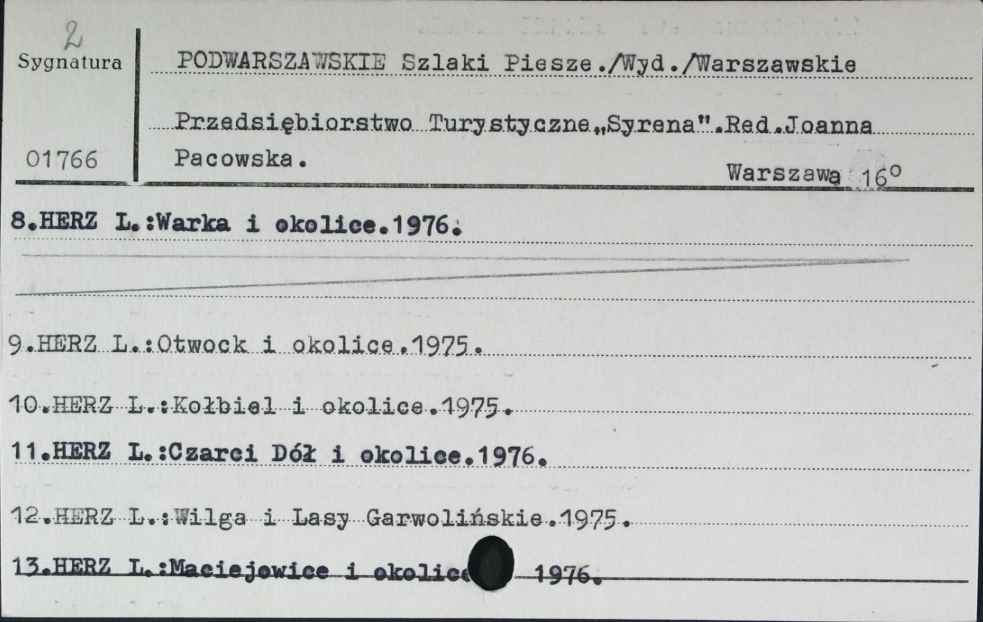 2
Sygnatura
PODWARSZAWSKIE Szlaki Piesze./Wyd./Warszawskie
Przedsiębiorstwo Turystyczne„Syrena".Red.Joanna
01766
Pacowska.
Warszawa 16°
8.HERZ L.:Warka i okolice.1976.
9.HERZ L.:Otwock i okolice.1975.
10.HERZ L.:Kołbiel i okolice.1975.
11.HERZ L.:Czarci Dół i okolice.1976.
12.HERZ L.:Wilga i Lasy Garwolińskie.1975.
13.HERZ L.:Maciejowice i okolice 1976.